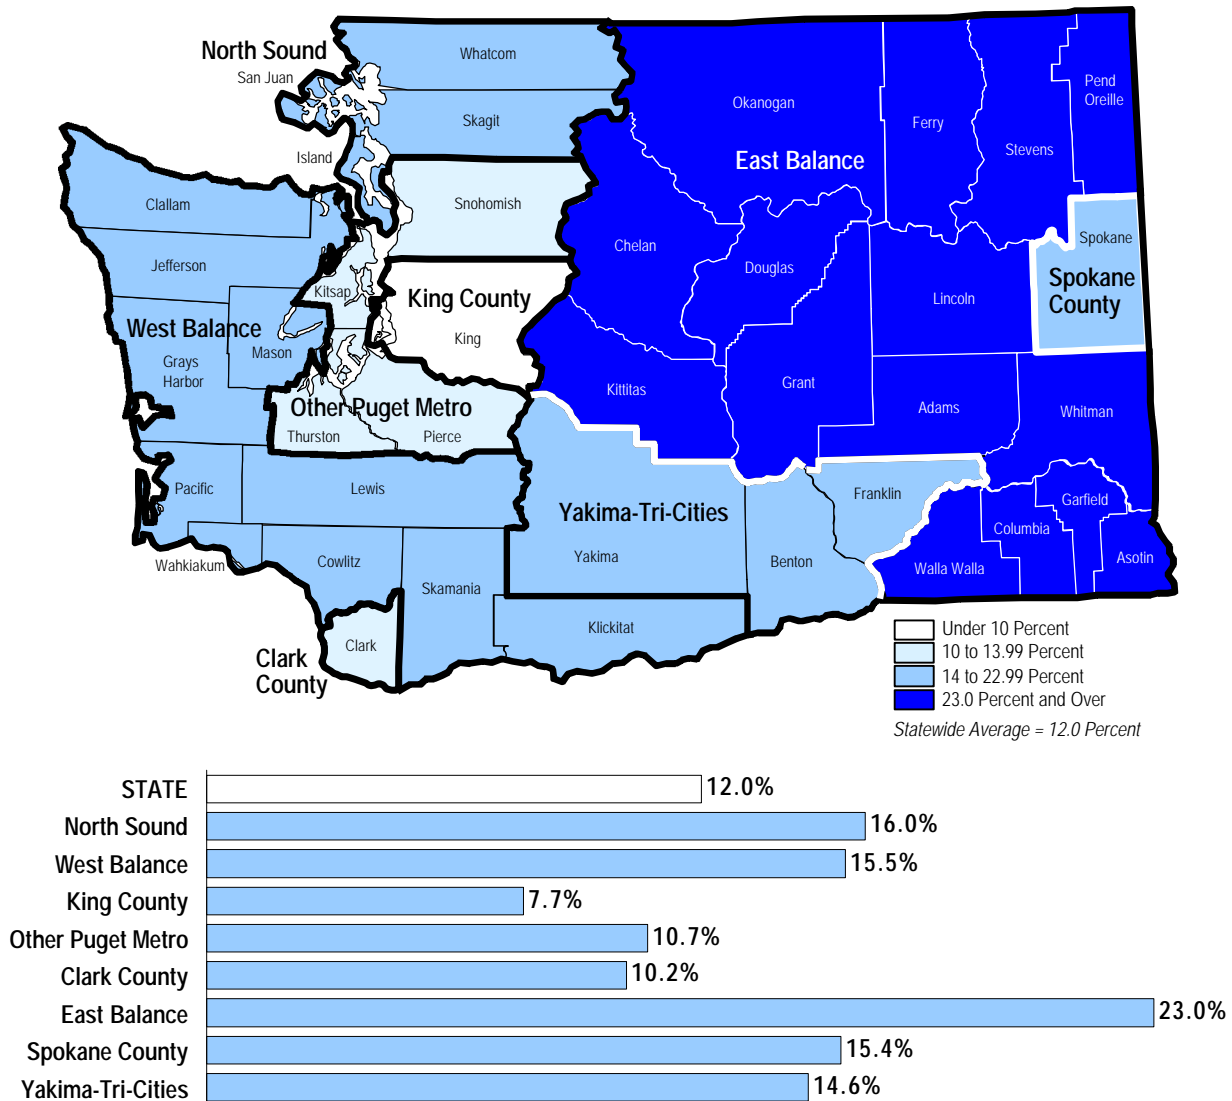 North Sound
San Juan
Whatcom
Skagit
Island
Okanogan
Ferry
Pend
Oreille
Stevens
East Balance
Clallam
Snohomish
Jefferson
Chelan
Douglas
Spokane
Spokane
County
Kitsap
King County
King
Lincoln
West Balance
Mason
Grays
Harbor
Kittitas
Grant
Adams
Whitman
Other Puget Metro
Thurston
Pierce
Pacific
Lewis
Yakima-Tri-Cities
Franklin
Garfield
Columbia
Wahkiakum
Cowlitz
Skamania
Yakima
Benton
Walla Walla
Asotin
Klickitat
Clark
Clark
County
Under 10 Percent
10 to 13.99 Percent
14 to 22.99 Percent
23.0 Percent and Over
Statewide Average = 12.0 Percent
STATE 12.0%
North Sound 16.0%
West Balance 15.5%
King County 7.7%
Other Puget Metro 10.7%
Clark County 10.2%
East Balance 23.0%
Spokane County 15.4%
Yakima-Tri-Cities 14.6%